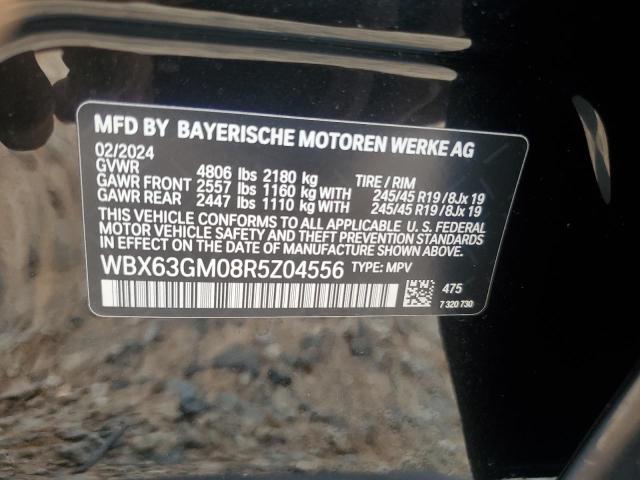 MFD BY BAYERISCHE MOTOREN WERKE AG
02/2024
GVWR 4806 lbs 2180 kg TIRE / RIM
GAWR FRONT 2557 lbs 1160 kg WITH 245/45 R19 /8Jx 19
GAWR REAR 2447 lbs 1110 kg WITH 245/45 R19 /8Jx 19
THIS VEHICLE CONFORMS TO ALL APPLICABLE U. S. FEDERAL
MOTOR VEHICLE SAFETY AND THEFT PREVENTION STANDARDS
IN EFFECT ON THE DATE OF MANUFACTURE SHOWN ABOVE.
WBX63GM08R5Z04556 TYPE: MPV
475
7 320 730